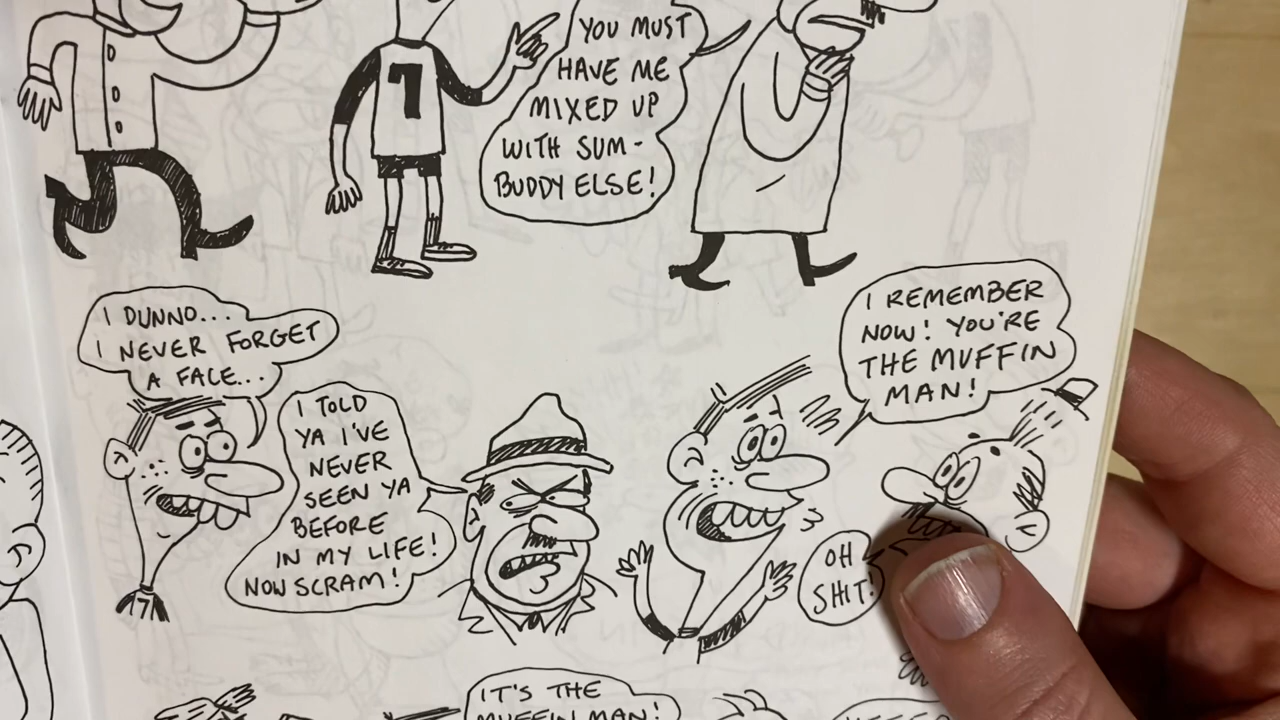 7
YOU MUST
HAVE ME
MIXED UP
WITH SUM-
BUDDY ELSE!
I DUNNO...
I NEVER FORGET
A FACE...
I TOLD
YA I'VE
NEVER
SEEN YA
BEFORE
IN MY LIFE!
NOW SCRAM!
I REMEMBER
NOW! YOU'RE
THE MUFFIN
MAN!
OH
SHIT!
7
IT'S THE
MUFFIN MAN!